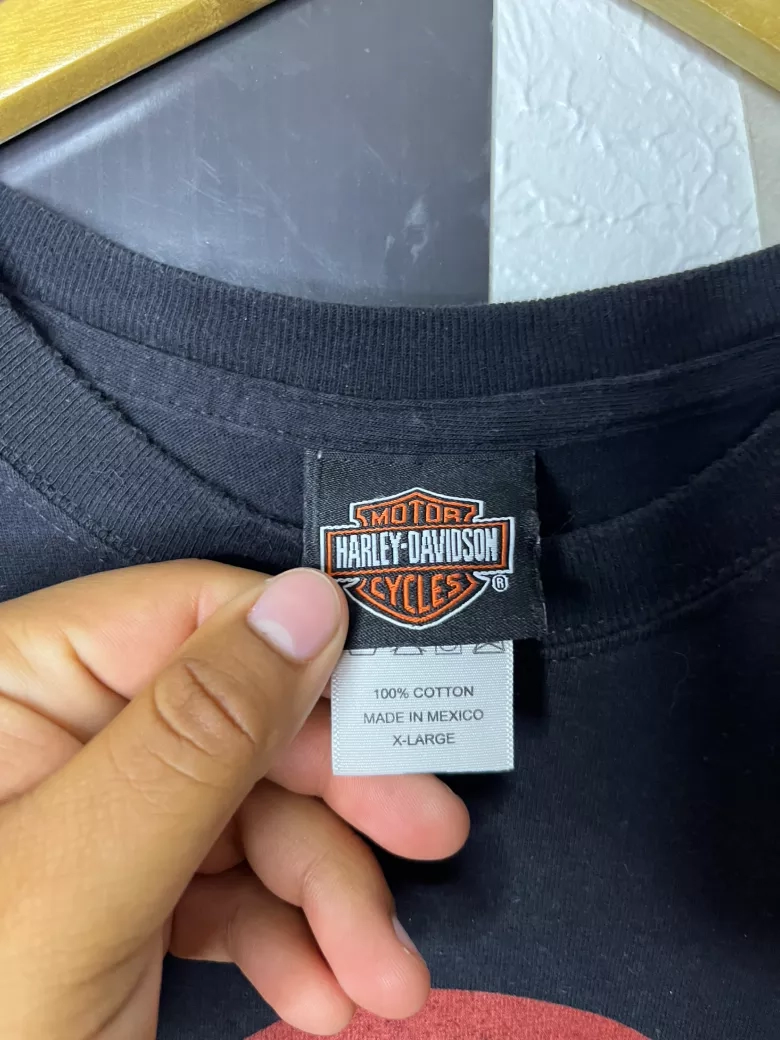 MOTOR
HARLEY-DAVIDSON
CYCLES
®
100% COTTON
MADE IN MEXICO
X-LARGE